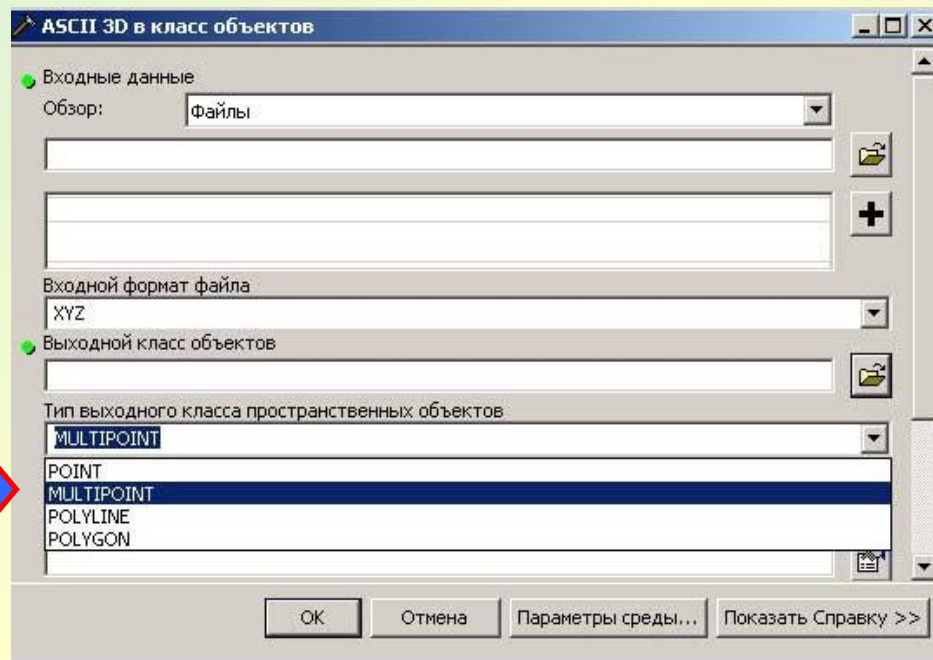 ASCII 3D в класс объектов
Входные данные
Обзор: Файлы
Входной формат файла
XYZ
Выходной класс объектов
Тип выходного класса пространственных объектов
MULTIPOINT
POINT
MULTIPOINT
POLYLINE
POLYGON
OK Отмена Параметры среды... Показать Справку >>